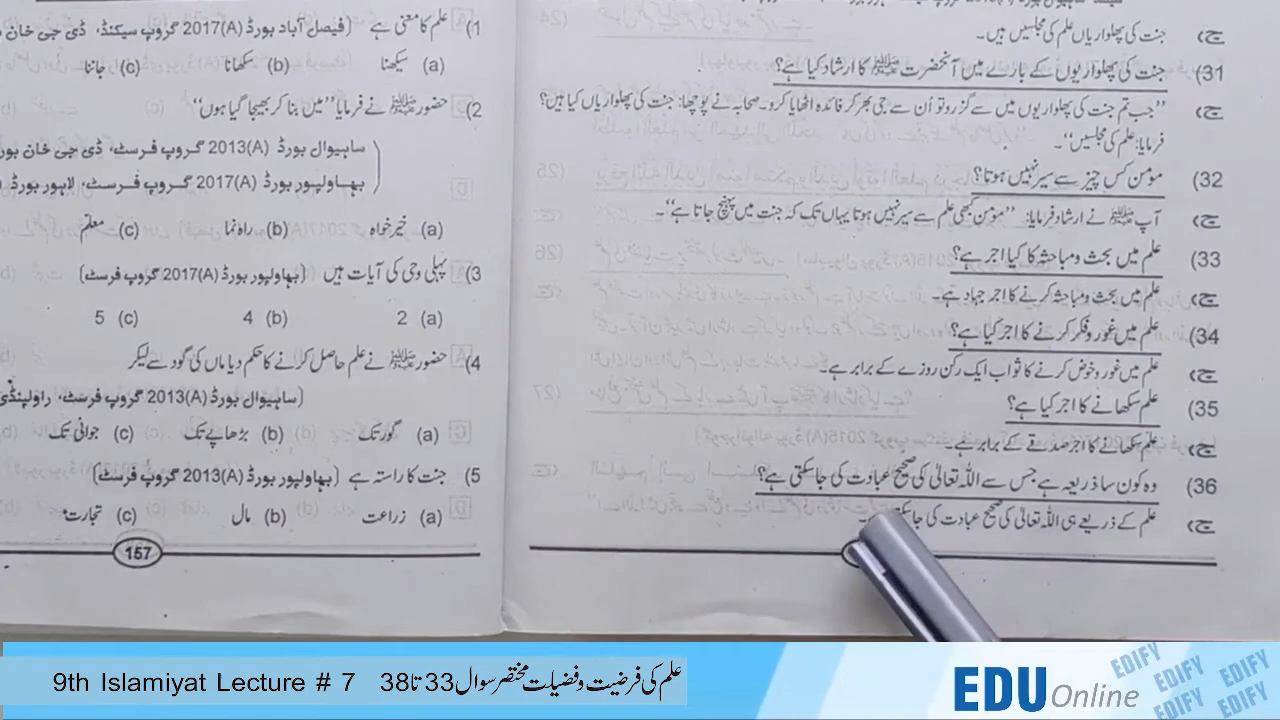 ج) جنت کی پھلواریاں علم کی مجلسیں ہیں۔
31) جنت کی پھلواریوں کے بارے میں آنحضرت ﷺ کا ارشاد کیا ہے؟
ج) "جب تم جنت کی پھلواریوں میں سے گزرو تو اُن سے جی بھر کر فائدہ اٹھایا کرو۔ صحابہ نے پوچھا: جنت کی پھلواریاں کیا ہیں؟
فرمایا: علم کی مجلسیں"۔
32) مؤمن کس چیز سے سیر نہیں ہوتا؟
ج) آپ ﷺ نے ارشاد فرمایا: "مؤمن کبھی علم سے سیر نہیں ہوتا یہاں تک کہ جنت میں پہنچ جاتا ہے"۔
33) علم میں بحث و مباحثہ کا کیا اجر ہے؟
ج) علم میں بحث و مباحثہ کرنے کا اجر جہاد ہے۔
34) علم میں غور و فکر کرنے کا اجر کیا ہے؟
ج) علم میں غور و خوض کرنے کا ثواب ایک رکن روزے کے برابر ہے۔
35) علم سکھانے کا اجر کیا ہے؟
ج) علم سکھانے کا اجر صدقے کے برابر ہے۔
36) وہ کون سا ذریعہ ہے جس سے اللہ تعالیٰ کی صحیح عبادت کی جا سکتی ہے؟
ج) علم کے ذریعے ہی اللہ تعالیٰ کی صحیح عبادت کی جا
1) علم کا معنی ہے (فیصل آباد بورڈ 2017(A) گروپ سیکنڈ، ڈی جی خان
(a) سیکھنا (b) سکھانا (c) جاننا
2) حضور ﷺ نے فرمایا "میں بنا کر بھیجا گیا ہوں"
ساہیوال بورڈ 2013(A) گروپ فرسٹ، ڈی جی خان
بہاولپور بورڈ 2017(A) گروپ فرسٹ، لاہور بورڈ
(a) خیر خواہ (b) راہ نما (c) معلم
3) پہلی وحی کی آیات ہیں (بہاولپور بورڈ 2017(A) گروپ فرسٹ)
(a) 2 (b) 4 (c) 5
4) حضور ﷺ نے علم حاصل کرنے کا حکم دیا ماں کی گود سے لیکر
(ساہیوال بورڈ 2013(A) گروپ فرسٹ، راولپنڈی
(a) گور تک (b) بڑھاپے تک (c) جوانی تک
5) جنت کا راستہ ہے (بہاولپور بورڈ 2013(A) گروپ فرسٹ)
(a) زراعت (b) مال (c) تجارت
157
9th Islamiyat Lecture # 7 علم کی فرضیت و فضیلت مختصر سوال 33 تا 38
EDU Online
EDIFY EDIFY EDIFY
EDIFY EDIFY EDIFY